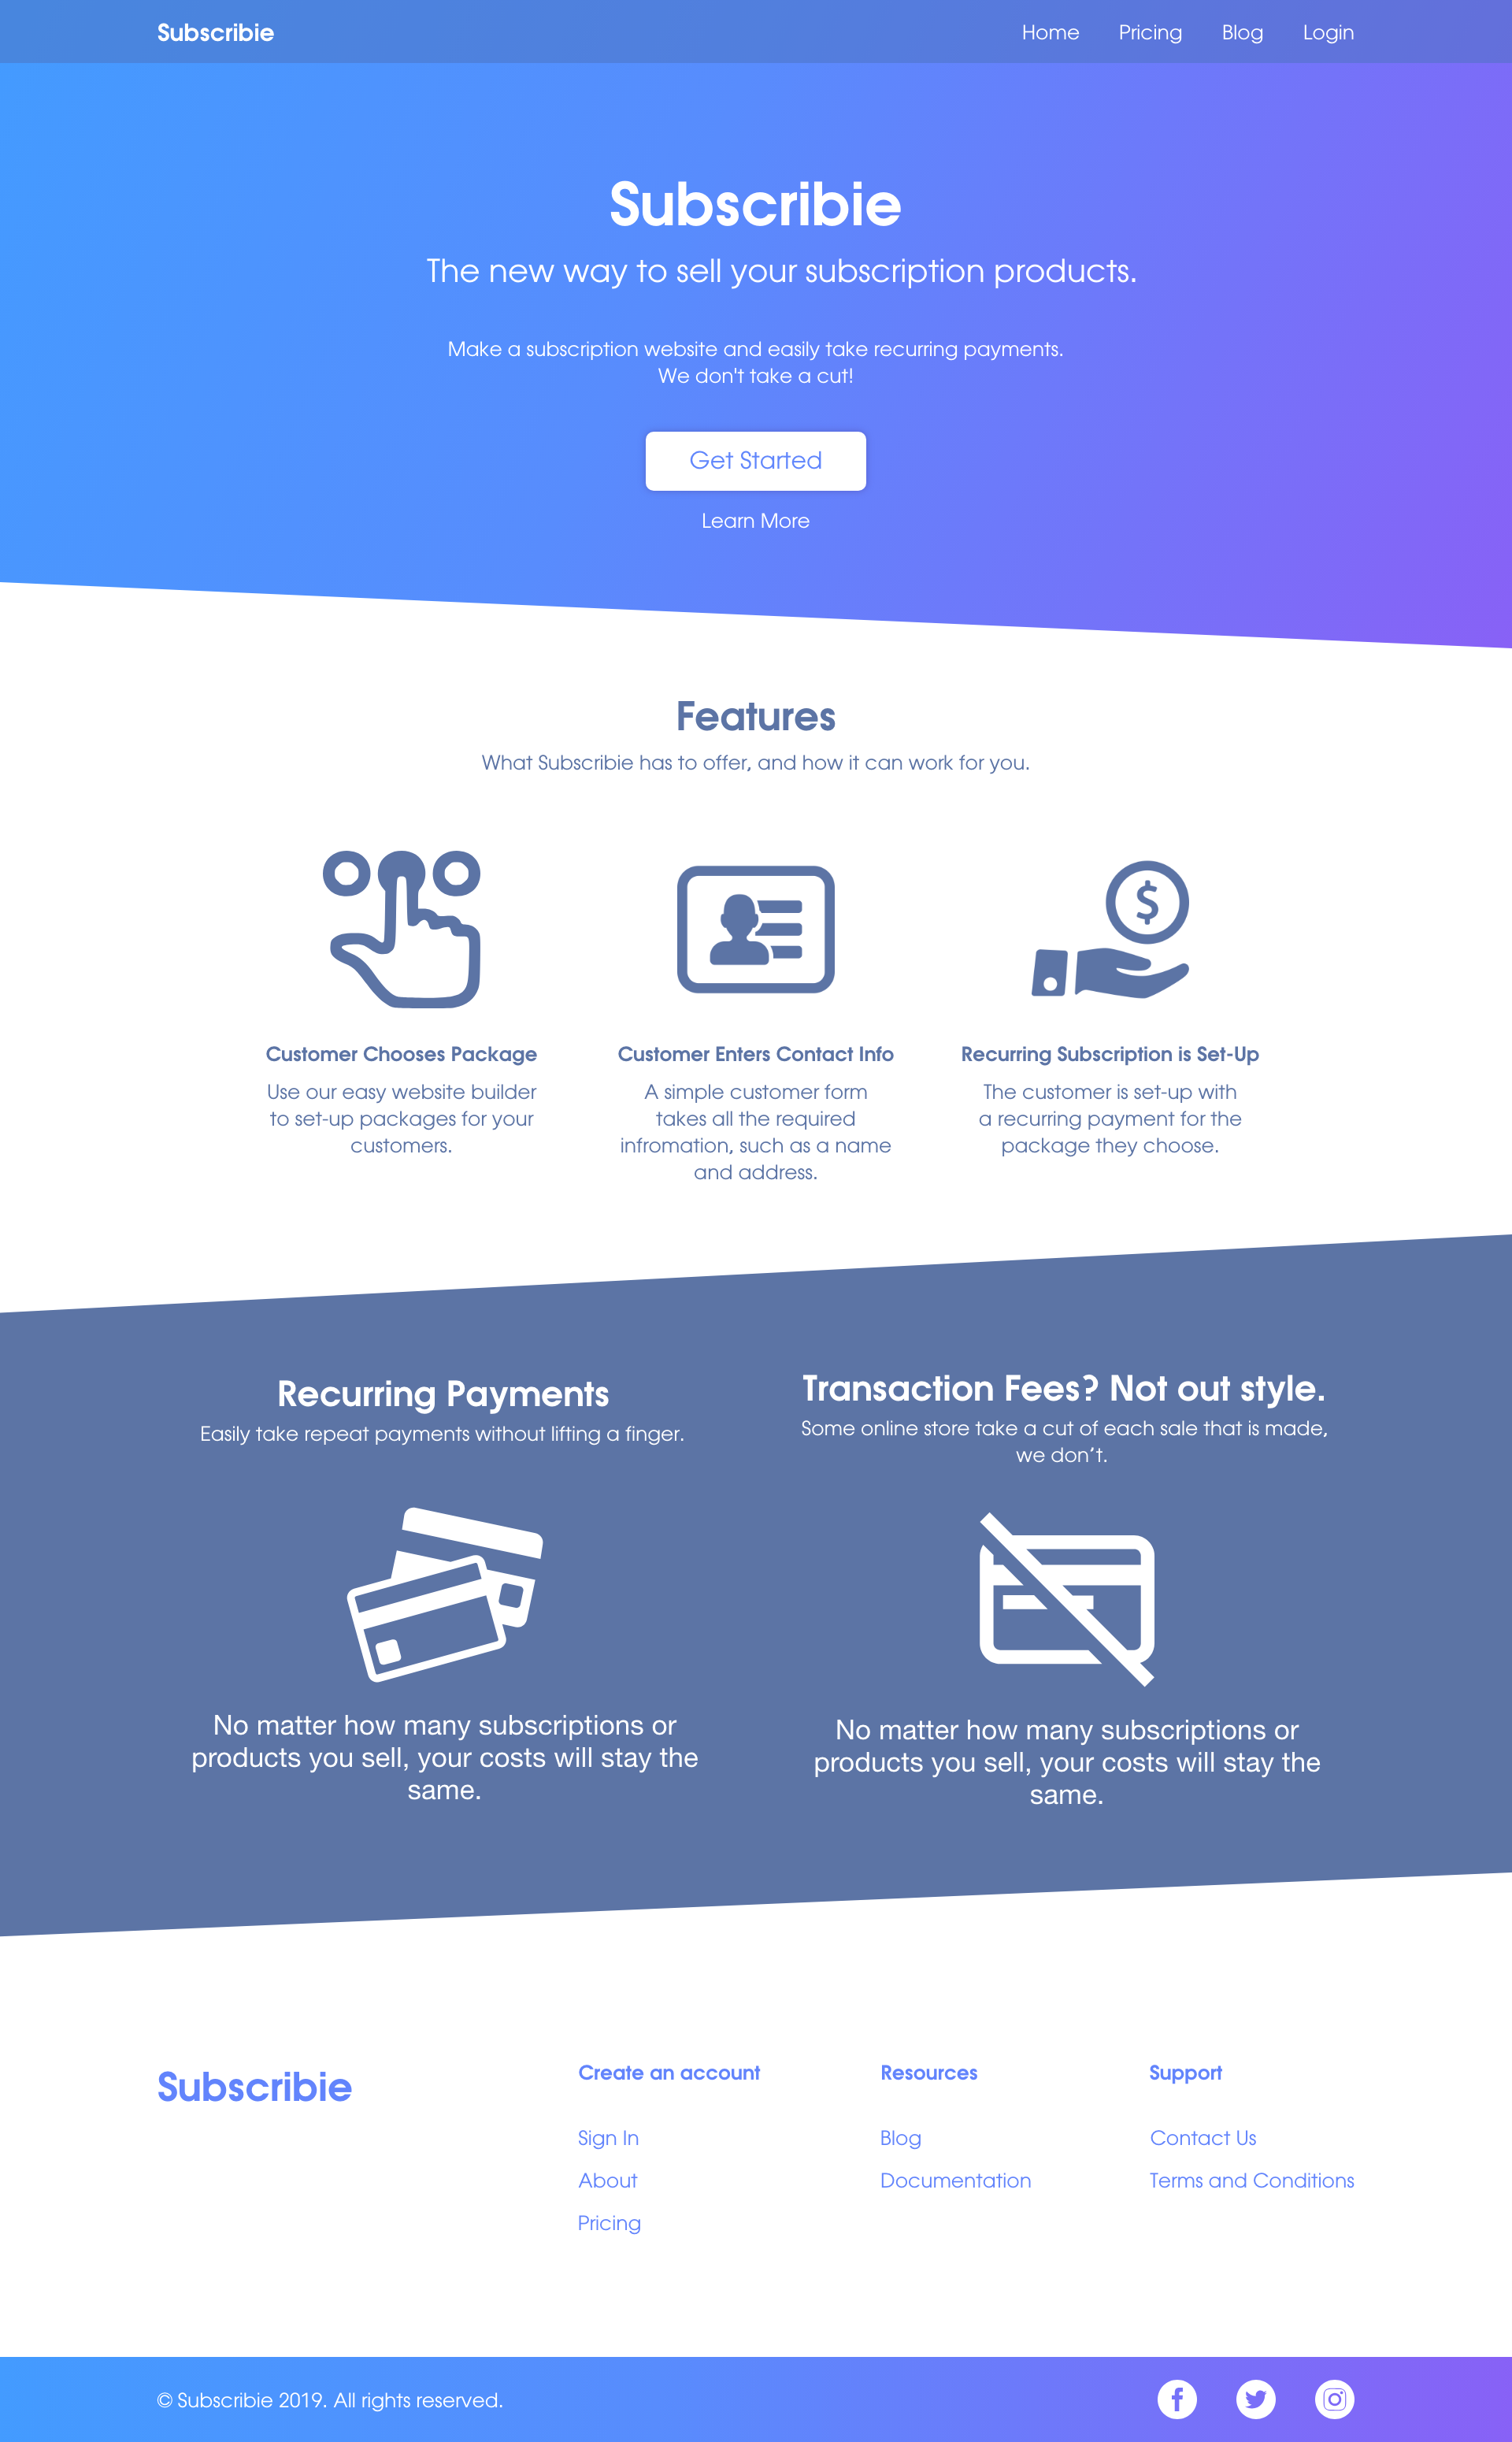 Subscribie
Home Pricing Blog Login
Subscribie
The new way to sell your subscription products.
Make a subscription website and easily take recurring payments.
We don't take a cut!
Get Started
Learn More
Features
What Subscribie has to offer, and how it can work for you.
$
Customer Chooses Package
Use our easy website builder
to set-up packages for your
customers.
Customer Enters Contact Info
A simple customer form
takes all the required
infromation, such as a name
and address.
Recurring Subscription is Set-Up
The customer is set-up with
a recurring payment for the
package they choose.
Recurring Payments
Easily take repeat payments without lifting a finger.
No matter how many subscriptions or
products you sell, your costs will stay the
same.
Transaction Fees? Not out style.
Some online store take a cut of each sale that is made,
we don’t.
No matter how many subscriptions or
products you sell, your costs will stay the
same.
Subscribie
Create an account
Sign In
About
Pricing
Resources
Blog
Documentation
Support
Contact Us
Terms and Conditions
© Subscribie 2019. All rights reserved.